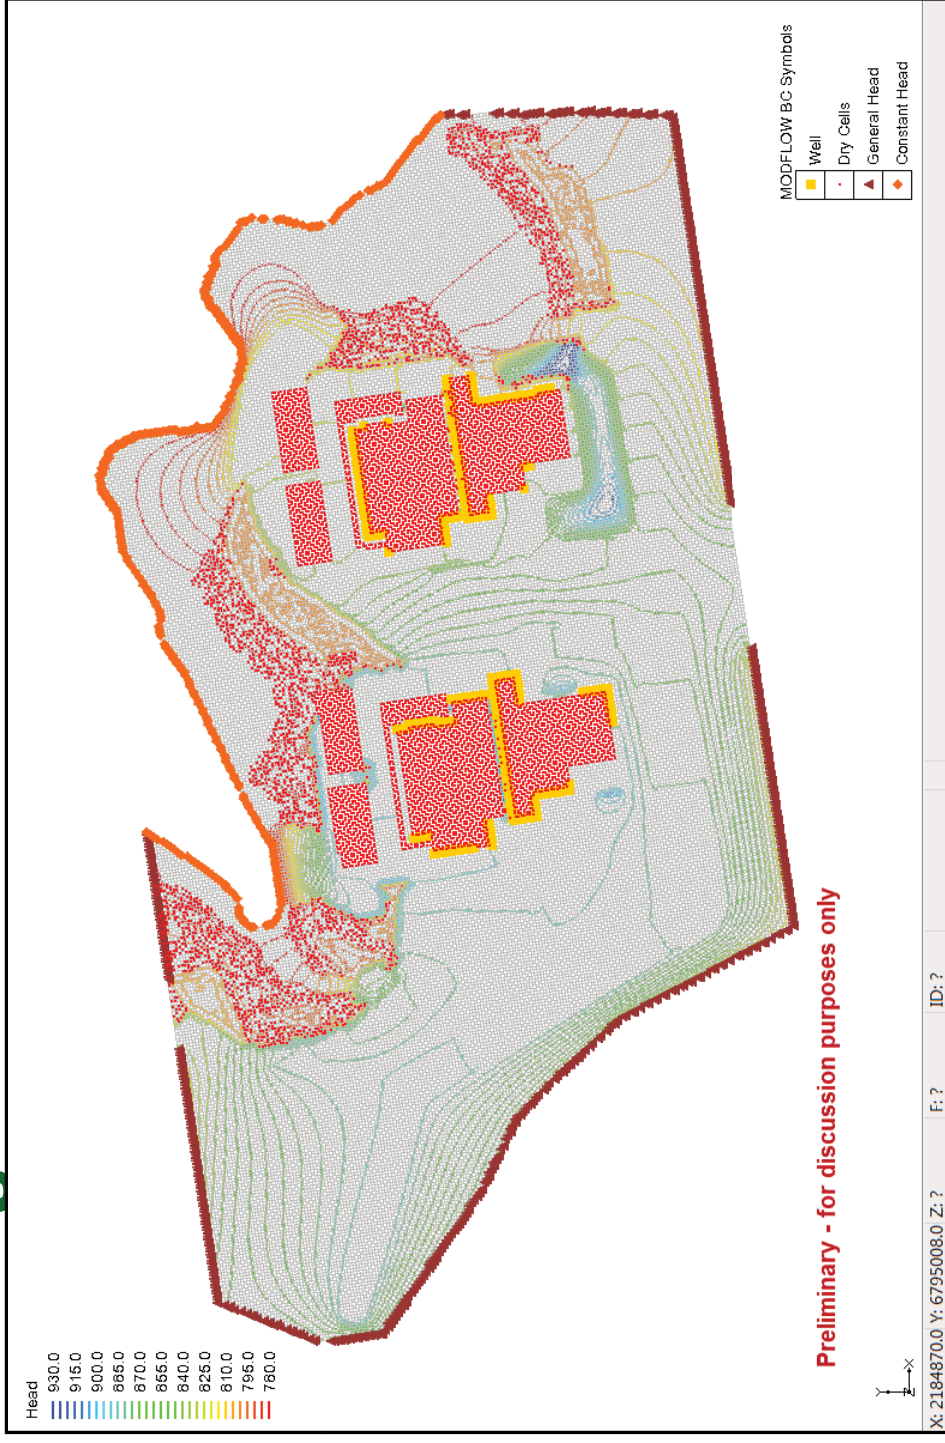 Head
930.0
915.0
900.0
885.0
870.0
855.0
840.0
825.0
810.0
795.0
780.0
MODFLOW BC Symbols
Well
Dry Cells
General Head
Constant Head
Preliminary - for discussion purposes only
Y
Z
X
X: 2184870.0 Y: 6795008.0 Z: ? F: ? ID: ?